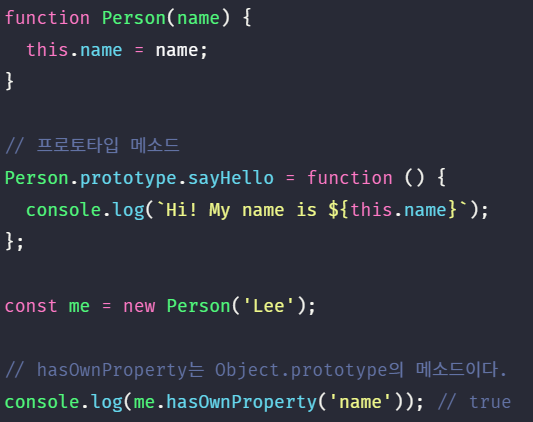 function Person(name) {
  this.name = name;
}
// 프로토타입 메소드
Person.prototype.sayHello = function () {
  console.log(`Hi! My name is ${this.name}`);
};
const me = new Person('Lee');
// hasOwnProperty는 Object.prototype의 메소드이다.
console.log(me.hasOwnProperty('name')); // true